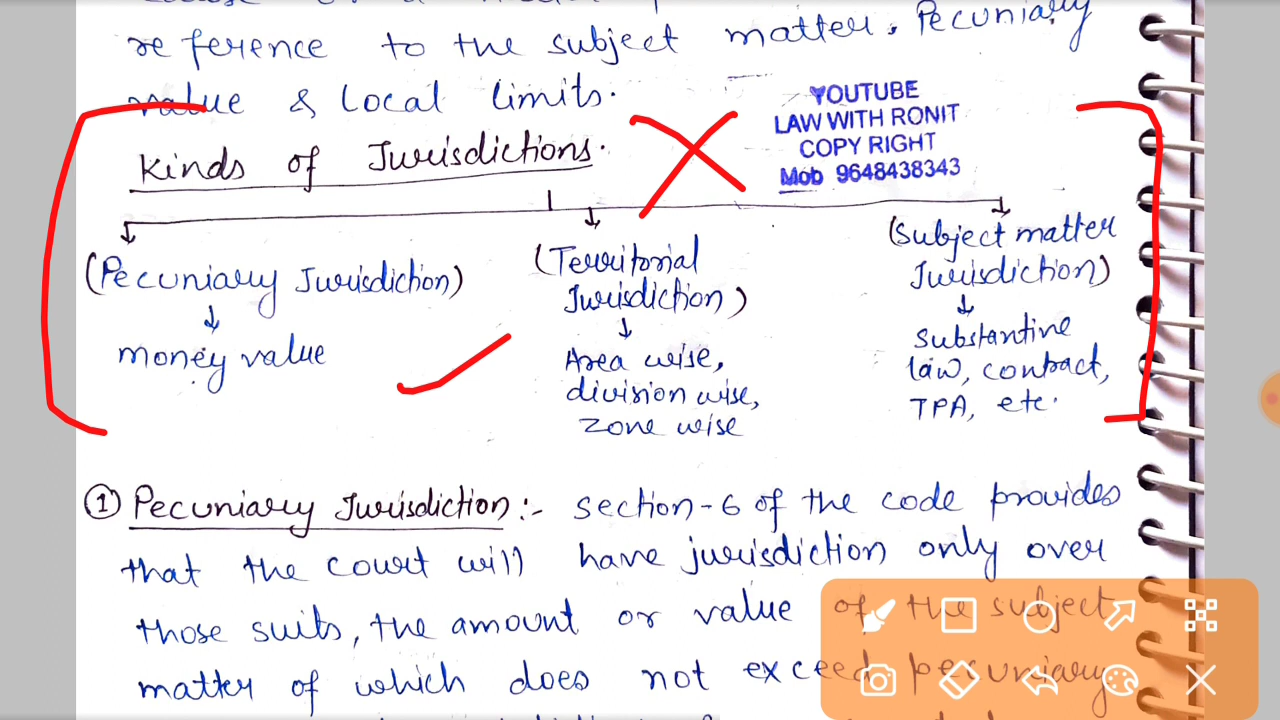 reference to the subject matter, Pecuniary
value & Local limits.
YOUTUBE
LAW WITH RONIT
COPY RIGHT
Mob 9648438343
Kinds of Jurisdictions.
(Pecuniary Jurisdiction)
money value
(Territorial
Jurisdiction)
Area wise,
division wise,
zone wise
(Subject matter
Jurisdiction)
Substantine
law, contract,
TPA, etc.
① Pecuniary Jurisdiction :- Section-6 of the code provides
that the court will have jurisdiction only over
those suits, the amount or value of the subject
matter of which does not exceed pecuniary